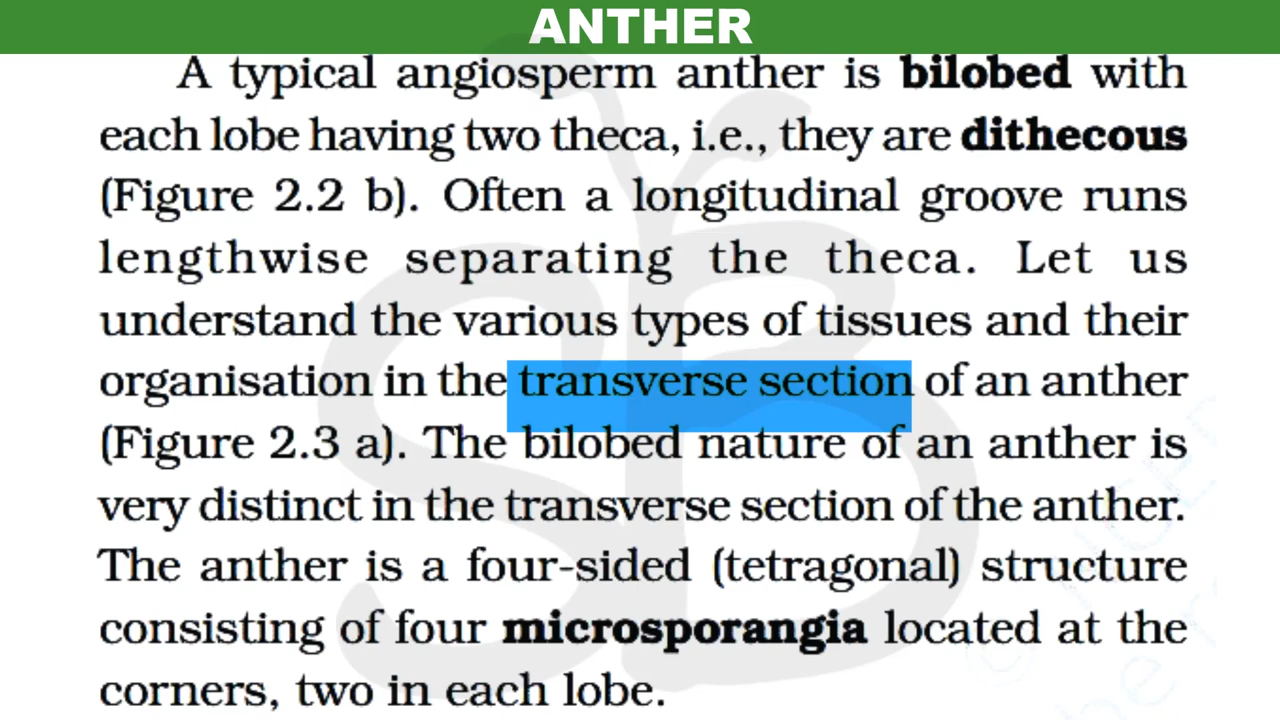 ANTHER
A typical angiosperm anther is bilobed with
each lobe having two theca, i.e., they are dithecous
(Figure 2.2 b). Often a longitudinal groove runs
lengthwise separating the theca. Let us
understand the various types of tissues and their
organisation in the transverse section of an anther
(Figure 2.3 a). The bilobed nature of an anther is
very distinct in the transverse section of the anther.
The anther is a four-sided (tetragonal) structure
consisting of four microsporangia located at the
corners, two in each lobe.
SB